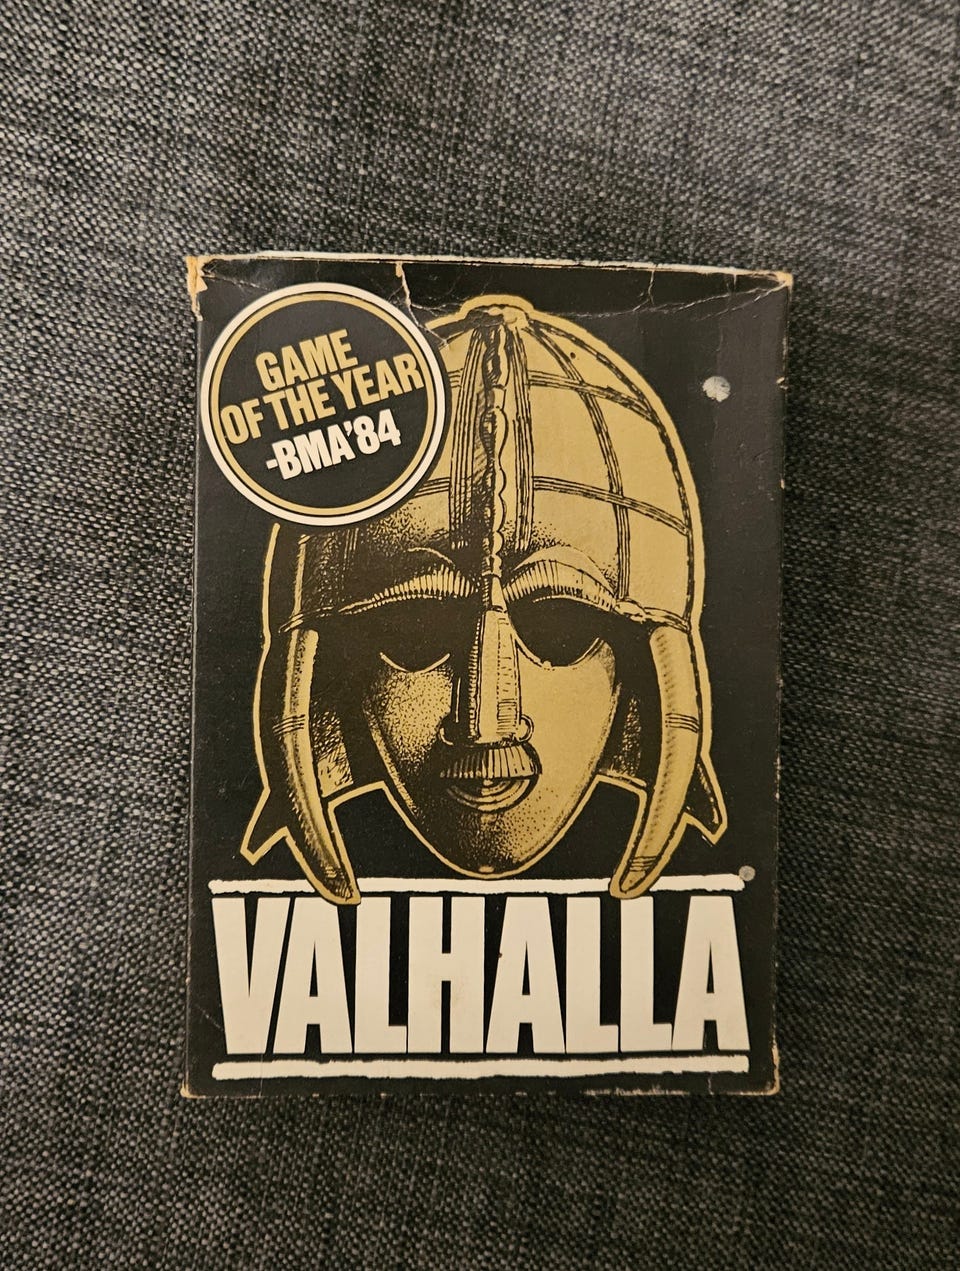 GAME
OF THE YEAR
-BMA'84
VALHALLA